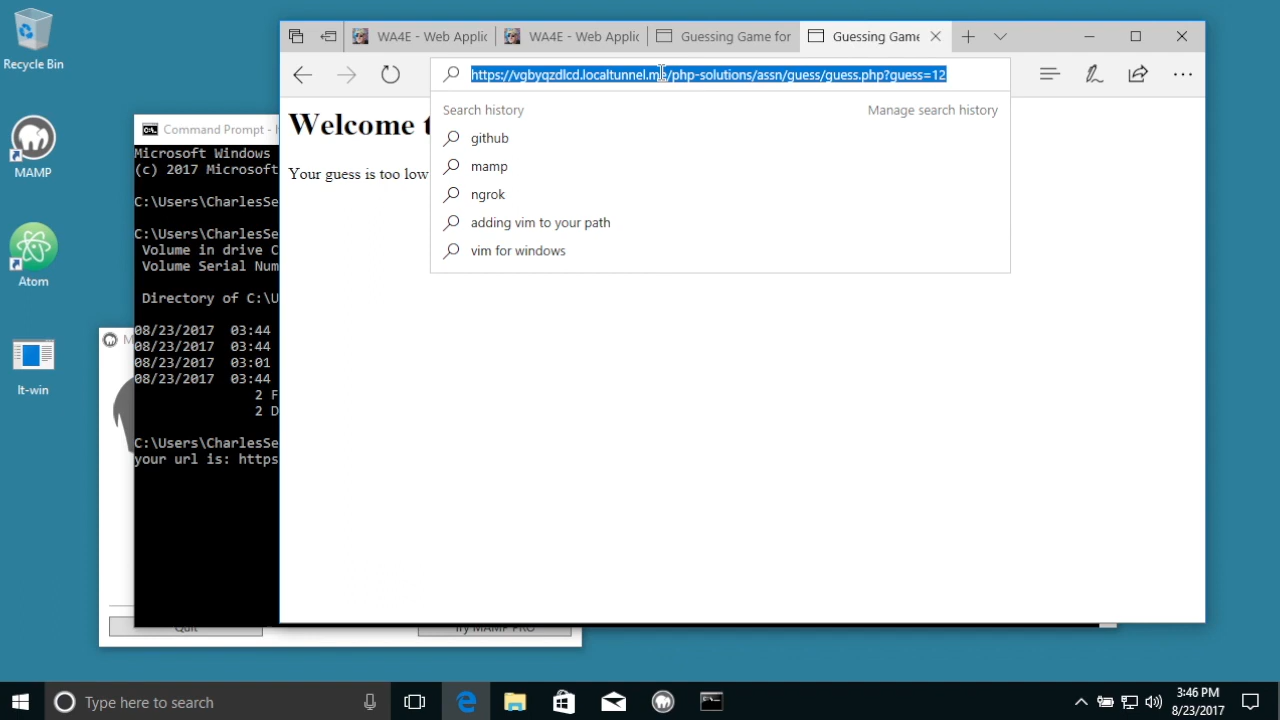 Recycle Bin
MAMP
Atom
lt-win
WA4E - Web Applic
WA4E - Web Applic
Guessing Game for
Guessing Game
https://vgbyqzdlcd.localtunnel.me/php-solutions/assn/guess/guess.php?guess=12
Search history
Manage search history
github
mamp
ngrok
adding vim to your path
vim for windows
Welcome t
Your guess is too low
Command Prompt - l
Microsoft Windows
(c) 2017 Microsoft
C:\Users\CharlesSe
C:\Users\CharlesSe
Volume in drive C
Volume Serial Num
Directory of C:\U
08/23/2017 03:44
08/23/2017 03:44
08/23/2017 03:01
08/23/2017 03:44
2 F
2 D
C:\Users\CharlesSe
your url is: https
M
Quit
Try MAMP PRO
Type here to search
3:46 PM
8/23/2017